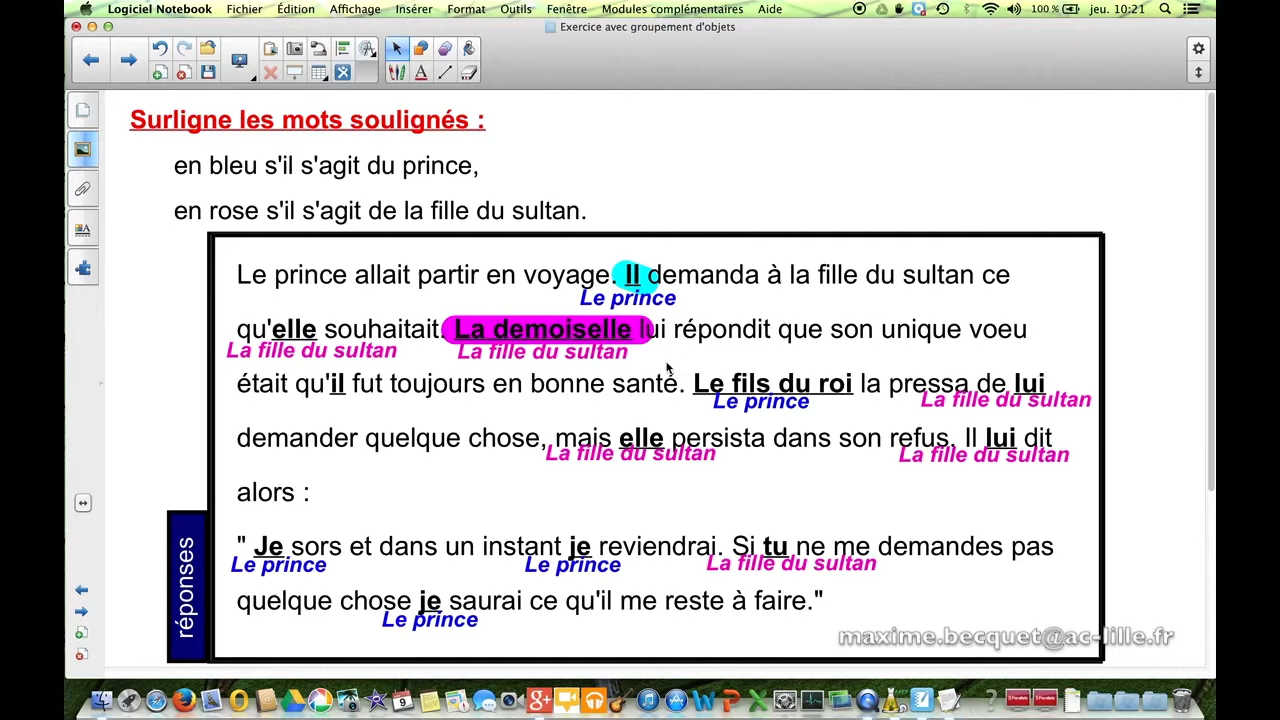 Logiciel Notebook Fichier Édition Affichage Insérer Format Outils Fenêtre Modules complémentaires Aide 100 % jeu. 10:21
Exercice avec groupement d'objets
Surligne les mots soulignés :
en bleu s'il s'agit du prince,
en rose s'il s'agit de la fille du sultan.
Le prince allait partir en voyage. Il demanda à la fille du sultan ce
Le prince
qu'elle souhaitait. La demoiselle lui répondit que son unique voeu
La fille du sultan La fille du sultan
était qu'il fut toujours en bonne santé. Le fils du roi la pressa de lui
Le prince La fille du sultan
demander quelque chose, mais elle persista dans son refus. Il lui dit
La fille du sultan La fille du sultan
alors :
" Je sors et dans un instant je reviendrai. Si tu ne me demandes pas
Le prince Le prince La fille du sultan
quelque chose je saurai ce qu'il me reste à faire."
Le prince
réponses
maxime.becquet@ac-lille.fr